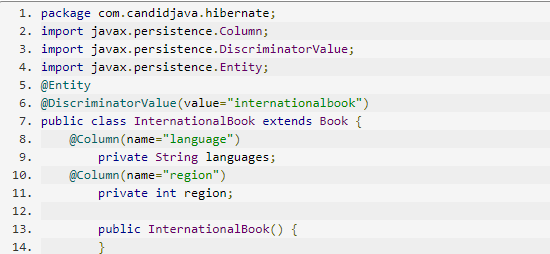 1. package com.candidjava.hibernate;
2. import javax.persistence.Column;
3. import javax.persistence.DiscriminatorValue;
4. import javax.persistence.Entity;
5. @Entity
6. @DiscriminatorValue(value="internationalbook")
7. public class InternationalBook extends Book {
8. @Column(name="language")
9. private String languages;
10. @Column(name="region")
11. private int region;
12.
13. public InternationalBook() {
14. }